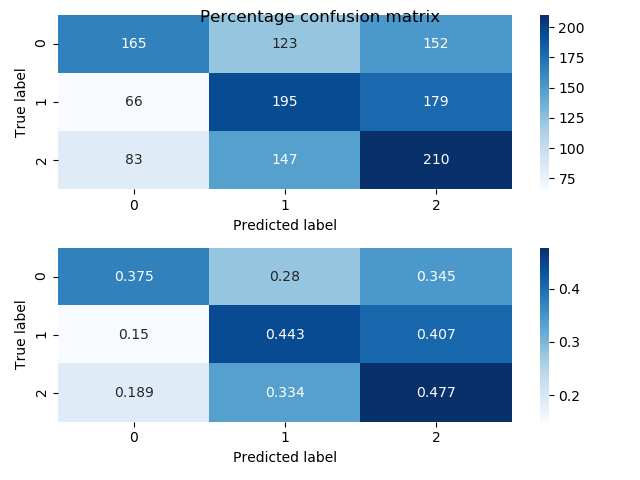 Percentage confusion matrix
True label
0 165 123 152
1 66 195 179
2 83 147 210
0 1 2
Predicted label
200
175
150
125
100
75
True label
0 0.375 0.28 0.345
1 0.15 0.443 0.407
2 0.189 0.334 0.477
0 1 2
Predicted label
0.4
0.3
0.2